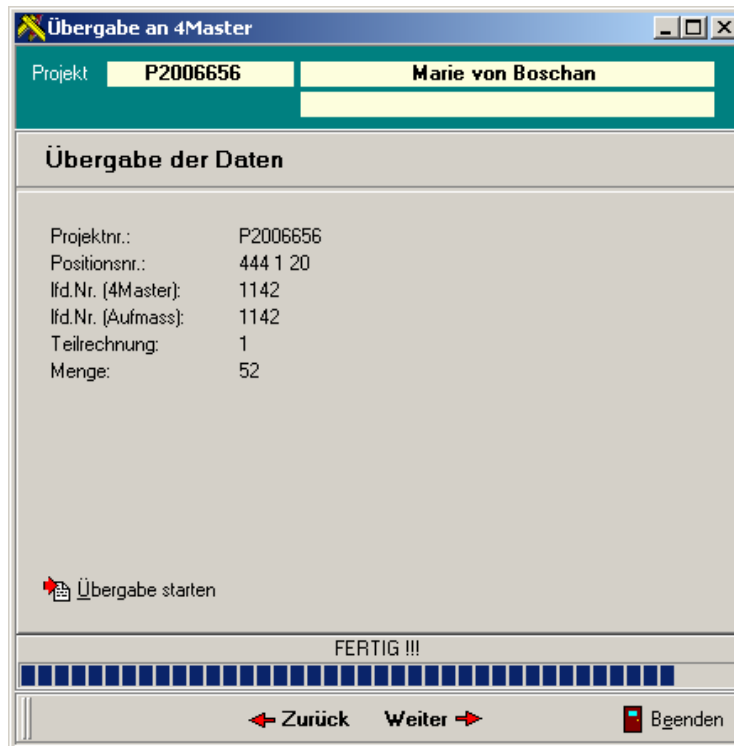 Übergabe an 4Master
Projekt P2006656 Marie von Boschan
Übergabe der Daten
Projektnr.: P2006656
Positionsnr.: 444 1 20
lfd.Nr. (4Master): 1142
lfd.Nr. (Aufmass): 1142
Teilrechnung: 1
Menge: 52
Übergabe starten
FERTIG !!!
Zurück Weiter Beenden